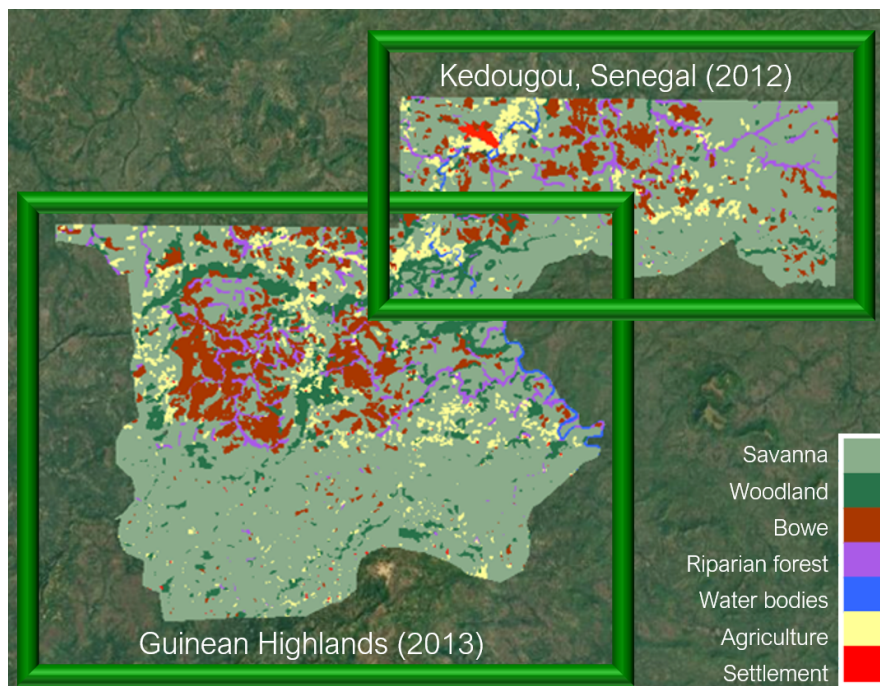 Kedougou, Senegal (2012)
Guinean Highlands (2013)
Savanna
Woodland
Bowe
Riparian forest
Water bodies
Agriculture
Settlement